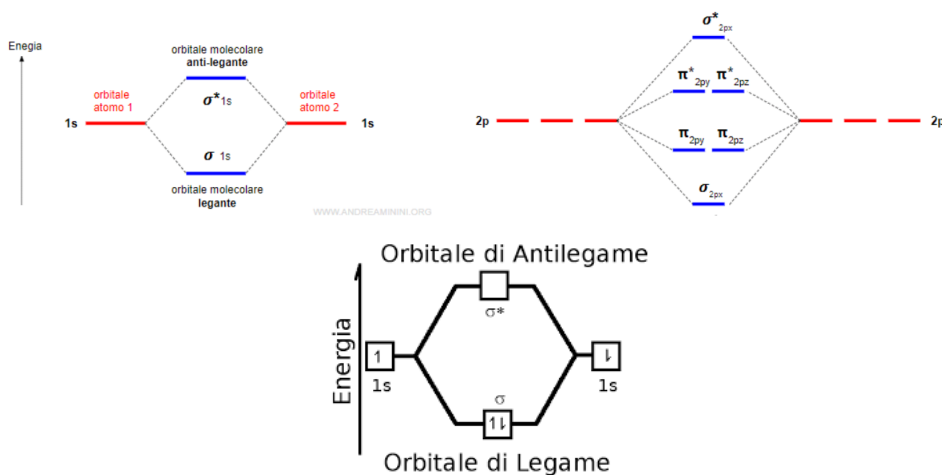 Enegia
orbitale molecolare
anti-legante
orbitale
atomo 1
σ* 1s
orbitale
atomo 2
1s
1s
σ 1s
orbitale molecolare
legante
WWW.ANDREAMININI.ORG
σ*2px
π*2py π*2pz
2p
2p
π2py π2pz
σ2px
Orbitale di Antilegame
σ*
Energia
1 ⇂
1s 1s
σ
1⇂
Orbitale di Legame